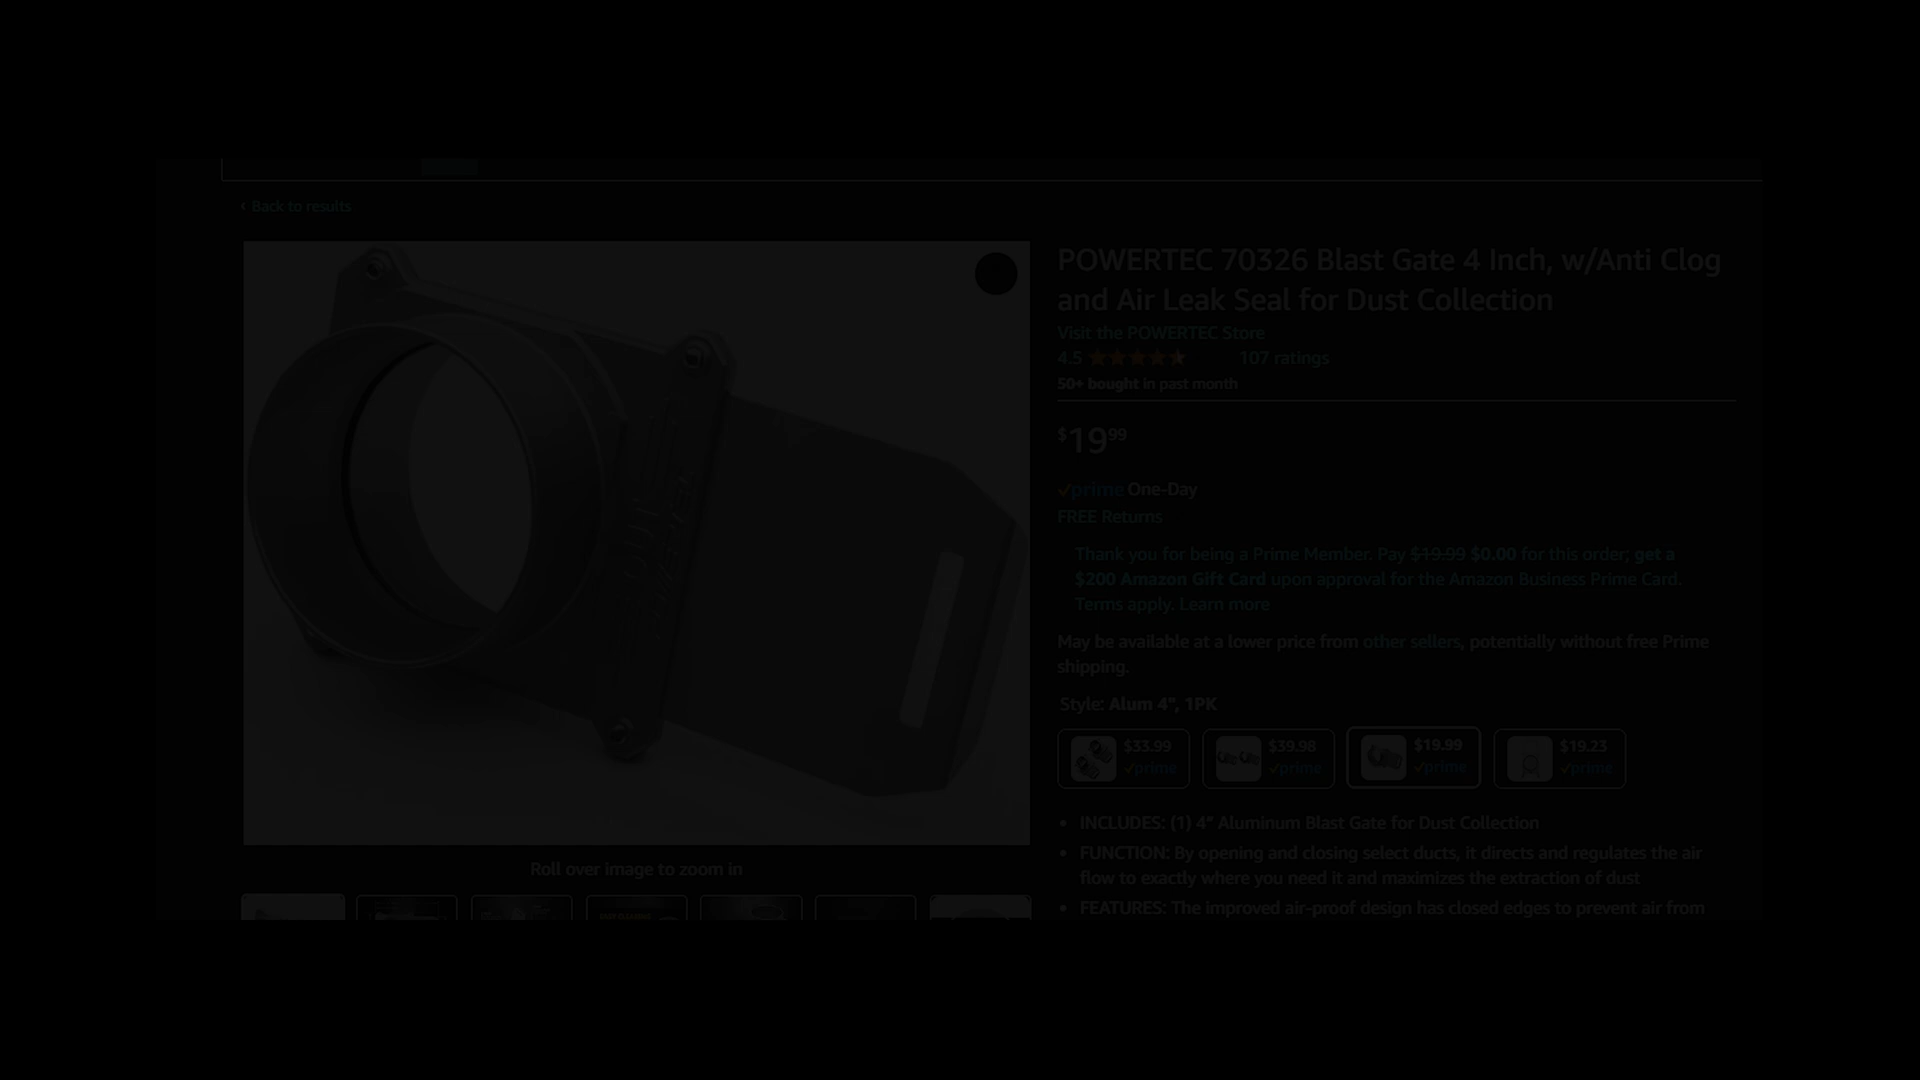 ‹ Back to results
POWERTEC 70326 Blast Gate 4 Inch, w/Anti Clog
and Air Leak Seal for Dust Collection
Visit the POWERTEC Store
4.5 107 ratings
50+ bought in past month
$1999
prime One-Day
FREE Returns
Thank you for being a Prime Member. Pay $19.99 $0.00 for this order; get a
$200 Amazon Gift Card upon approval for the Amazon Business Prime Card.
Terms apply. Learn more
May be available at a lower price from other sellers, potentially without free Prime
shipping.
Style: Alum 4", 1PK
$33.99 $39.98 $19.99 $19.23
prime prime prime prime
• INCLUDES: (1) 4" Aluminum Blast Gate for Dust Collection
• FUNCTION: By opening and closing select ducts, it directs and regulates the air
flow to exactly where you need it and maximizes the extraction of dust
• FEATURES: The improved air-proof design has closed edges to prevent air from
POWERTEC
Roll over image to zoom in
EASY CLEANING